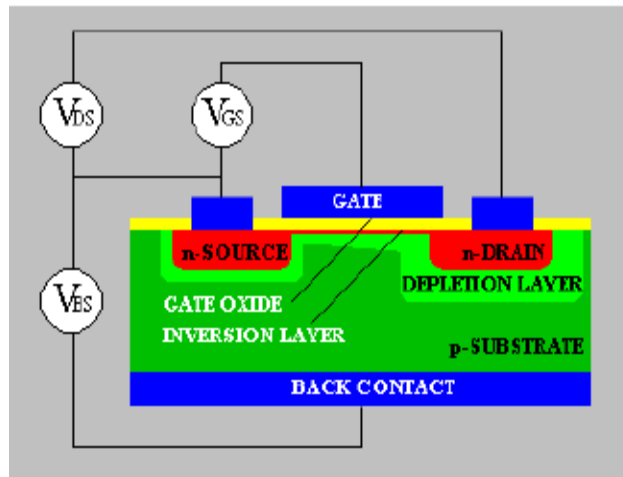 VDS
VGS
GATE
n-SOURCE
n-DRAIN
DEPLETION LAYER
GATE OXIDE
VBS
INVERSION LAYER
p-SUBSTRATE
BACK CONTACT